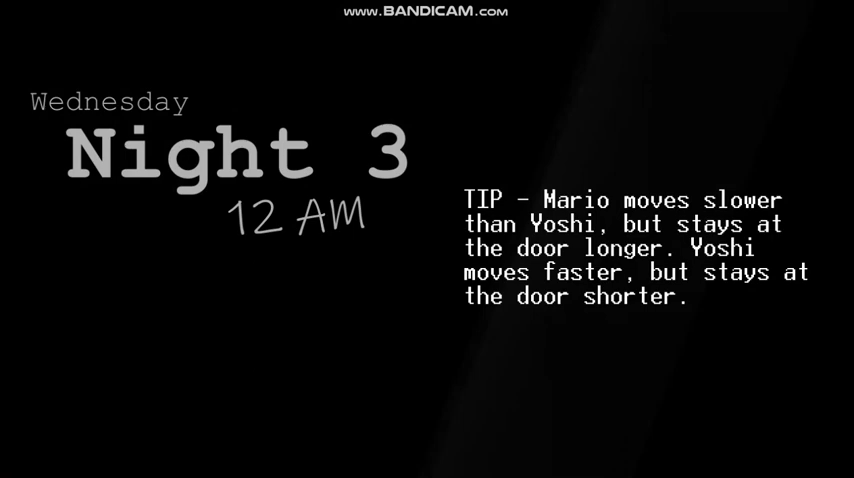 www.BANDICAM.com
Wednesday
Night 3
12 AM
TIP - Mario moves slower
than Yoshi, but stays at
the door longer. Yoshi
moves faster, but stays at
the door shorter.